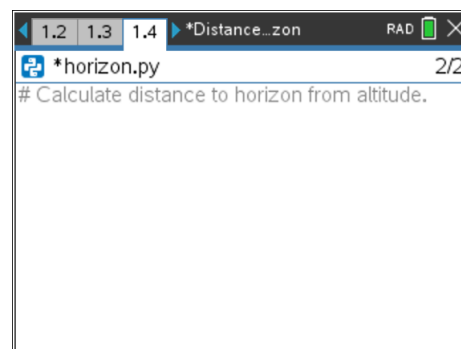 1.2 1.3 1.4 *Distance...zon RAD
*horizon.py 2/2
# Calculate distance to horizon from altitude.